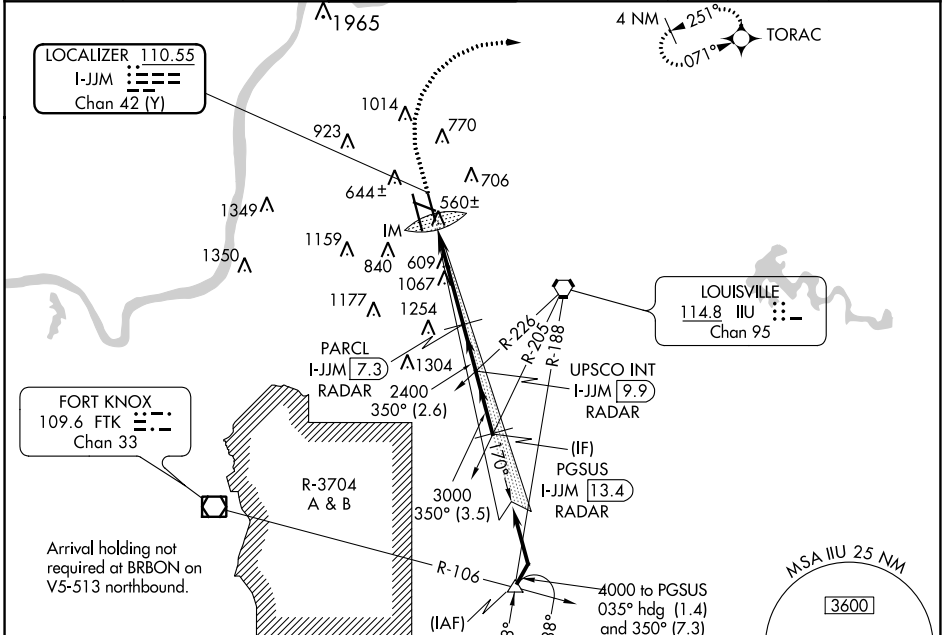 1965
4 NM
251°
071°
TORAC
LOCALIZER 110.55
I-JJM
Chan 42 (Y)
1014
923
770
644±
706
560±
1349
IM
1159
840
609
1350
1067
1177
1254
LOUISVILLE
114.8 IIU
Chan 95
R-226
R-205
R-188
PARCL
I-JJM 7.3
RADAR
1304
2400
350° (2.6)
UPSCO INT
I-JJM 9.9
RADAR
FORT KNOX
109.6 FTK
Chan 33
170°
(IF)
PGSUS
I-JJM 13.4
RADAR
R-3704
A & B
3000
350° (3.5)
Arrival holding not
required at BRBON on
V5-513 northbound.
R-106
(IAF)
4000 to PGSUS
035° hdg (1.4)
and 350° (7.3)
MSA IIU 25 NM
3600